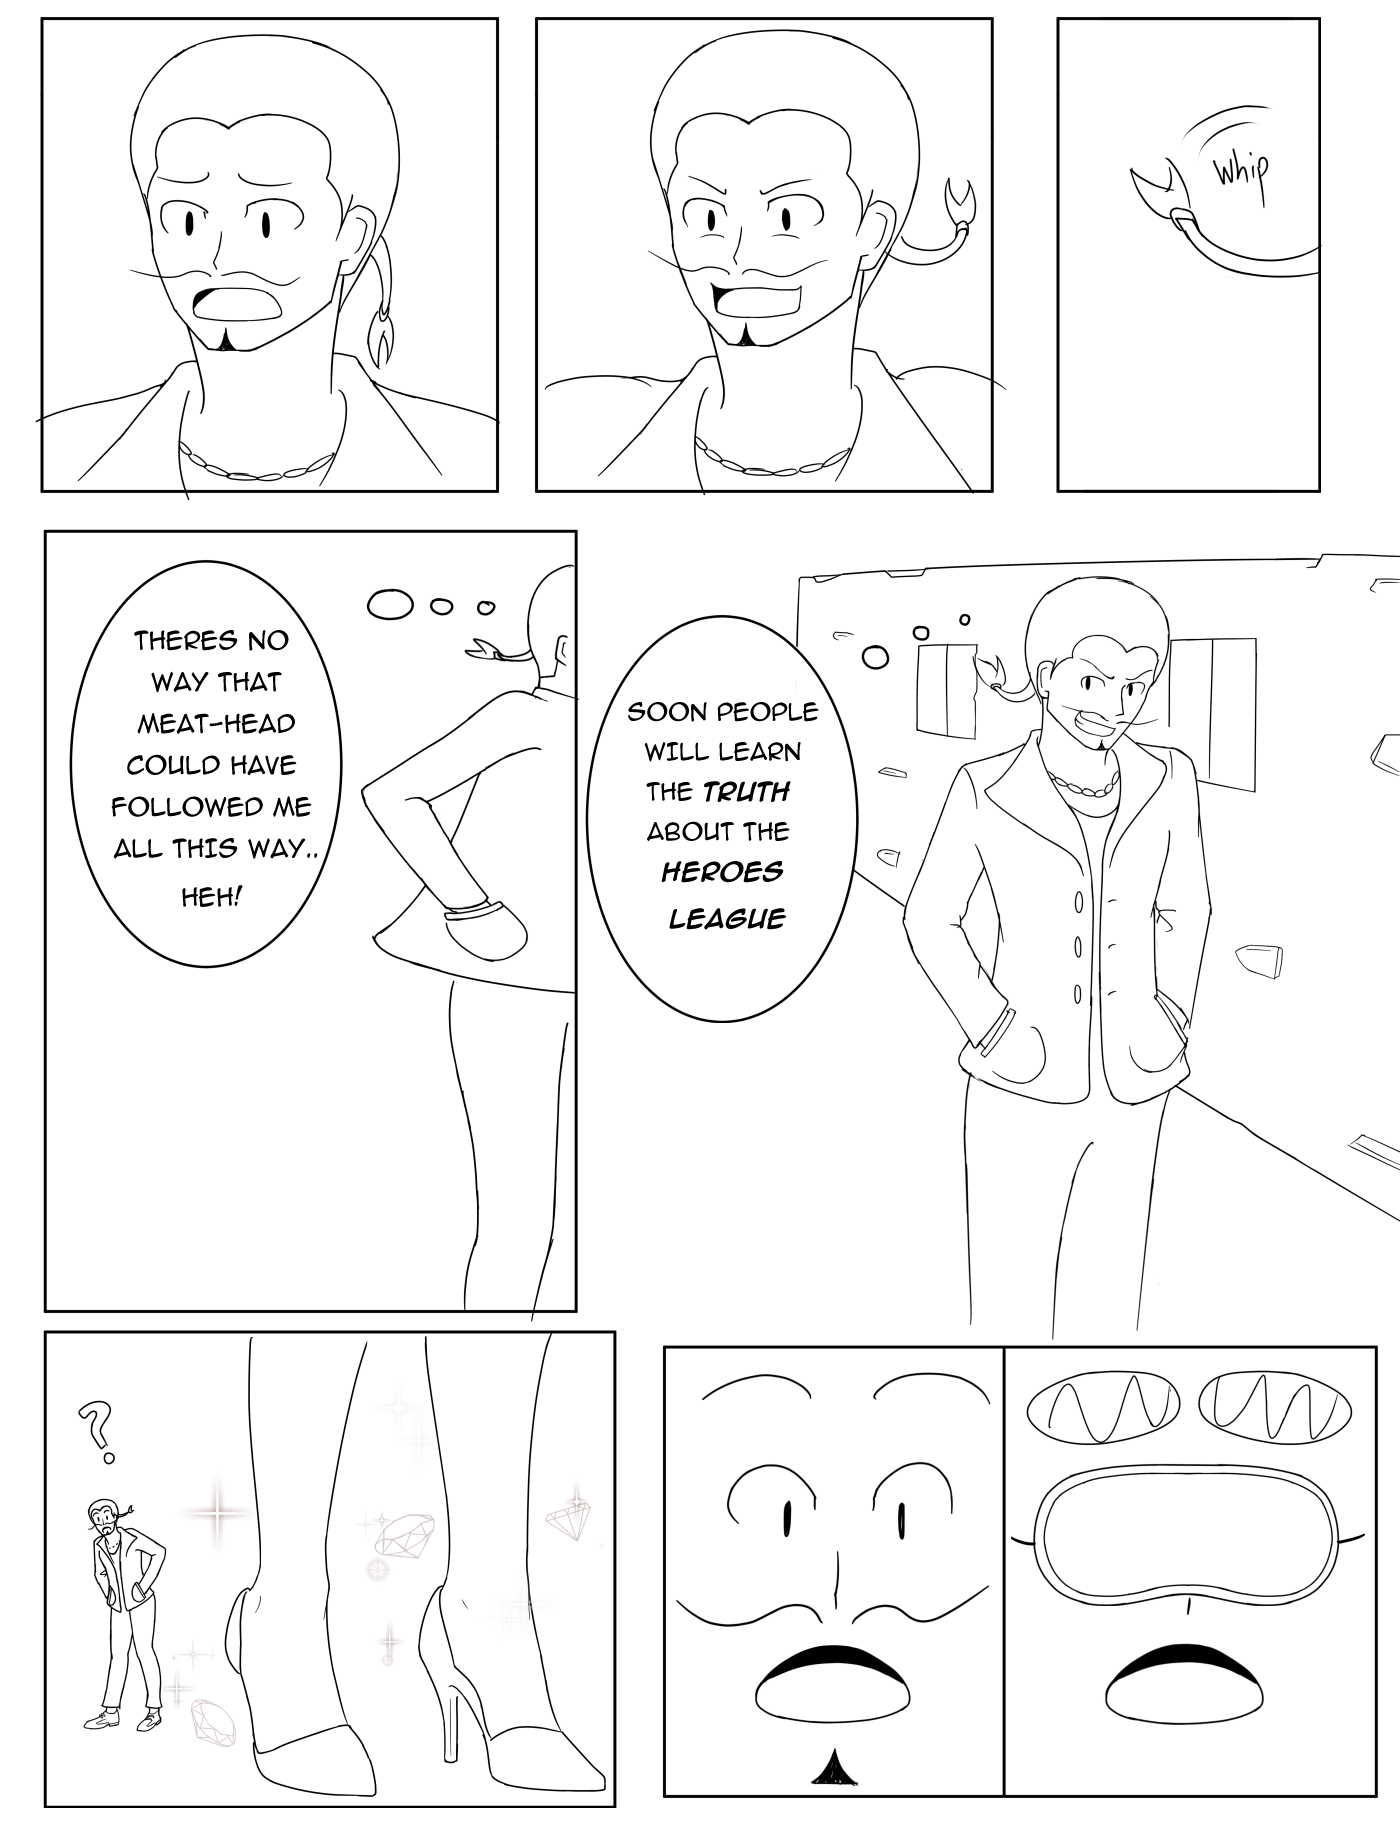 whip
THERES NO
WAY THAT
MEAT-HEAD
COULD HAVE
FOLLOWED ME
ALL THIS WAY..
HEH!
SOON PEOPLE
WILL LEARN
THE TRUTH
ABOUT THE
HEROES
LEAGUE
?